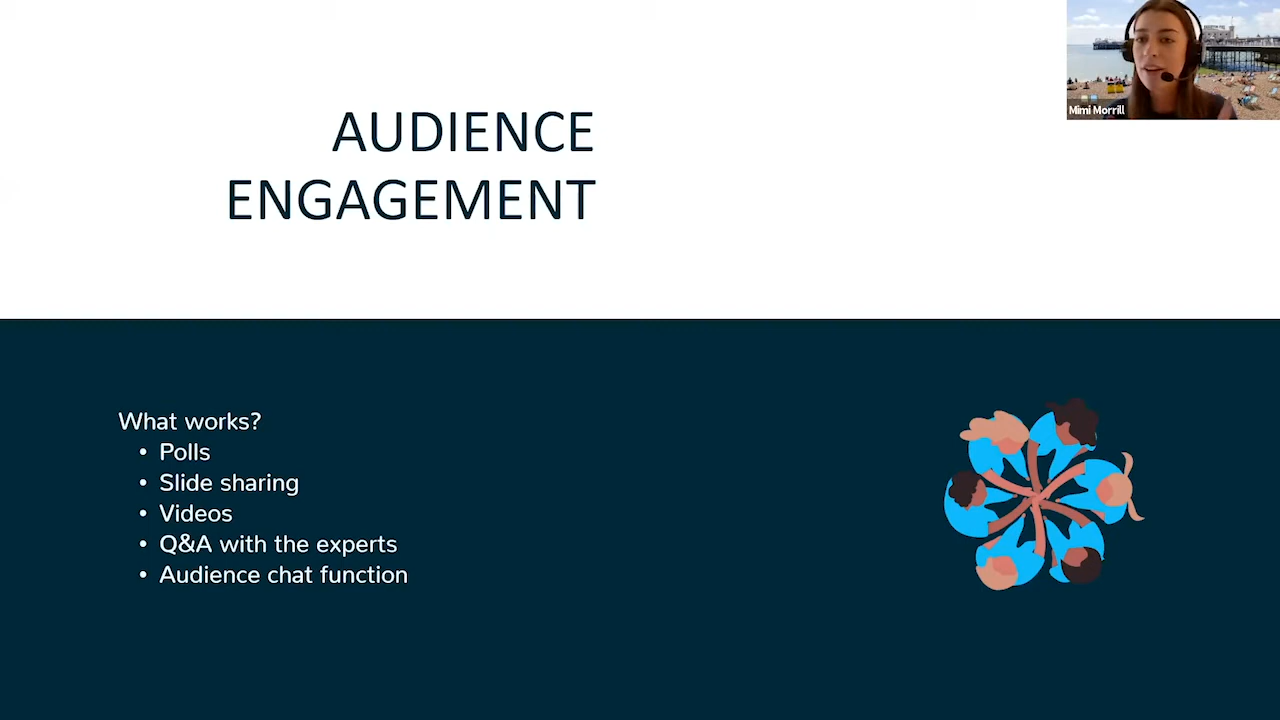 AUDIENCE
ENGAGEMENT
Mimi Morrill
What works?
• Polls
• Slide sharing
• Videos
• Q&A with the experts
• Audience chat function